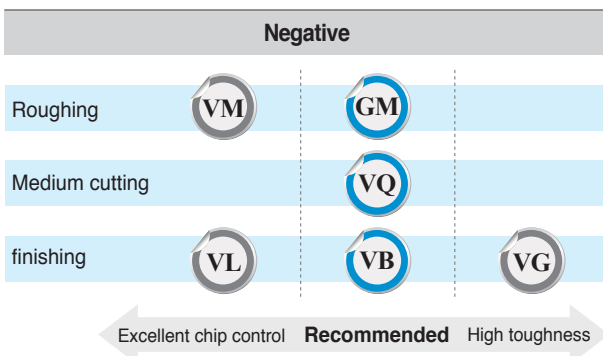 Negative
Roughing VM GM
Medium cutting VQ
finishing VL VB VG
Excellent chip control Recommended High toughness